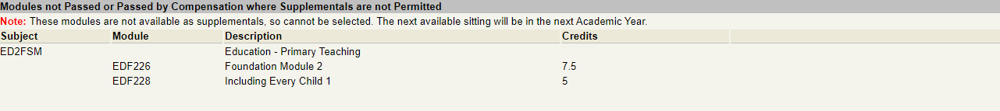 Modules not Passed or Passed by Compensation where Supplementals are not Permitted
Note: These modules are not available as supplementals, so cannot be selected. The next available sitting will be in the next Academic Year.
Subject Module Description Credits
ED2FSM Education - Primary Teaching
EDF226 Foundation Module 2 7.5
EDF228 Including Every Child 1 5